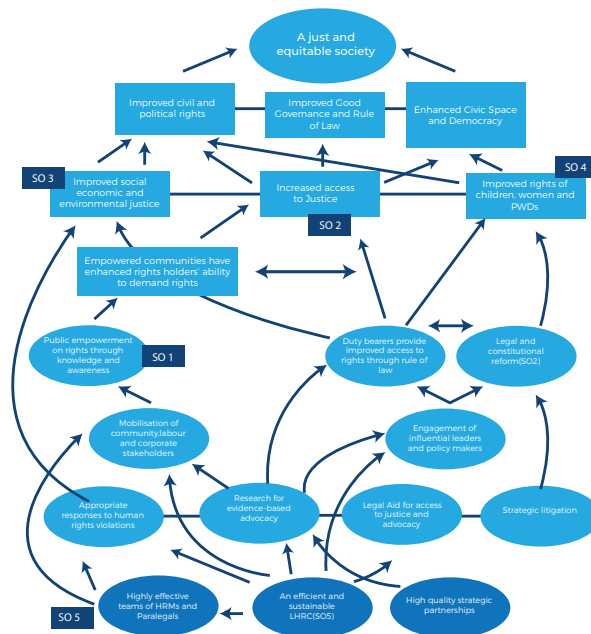 A just and
equitable society
Improved civil and
political rights
Improved Good
Governance and Rule
of Law
Enhanced Civic Space
and Democracy
SO 3
Improved social
economic and
environmental justice
Increased access
to Justice
SO 2
SO 4
Improved rights of
children, women and
PWDs
Empowered communities have
enhanced rights holders' ability
to demand rights
Public empowerment
on rights through
knowledge and
awareness
SO 1
Duty bearers provide
improved access to
rights through rule of
law
Legal and
constitutional
reform(SO2)
Mobilisation of
community,labour
and corporate
stakeholders
Engagement of
influential leaders
and policy makers
Appropriate
responses to human
rights violations
Research for
evidence-based
advocacy
Legal Aid for access
to justice and
advocacy
Strategic litigation
SO 5
Highly effective
teams of HRMs and
Paralegals
An efficient and
sustainable
LHRC(SO5)
High quality strategic
partnerships